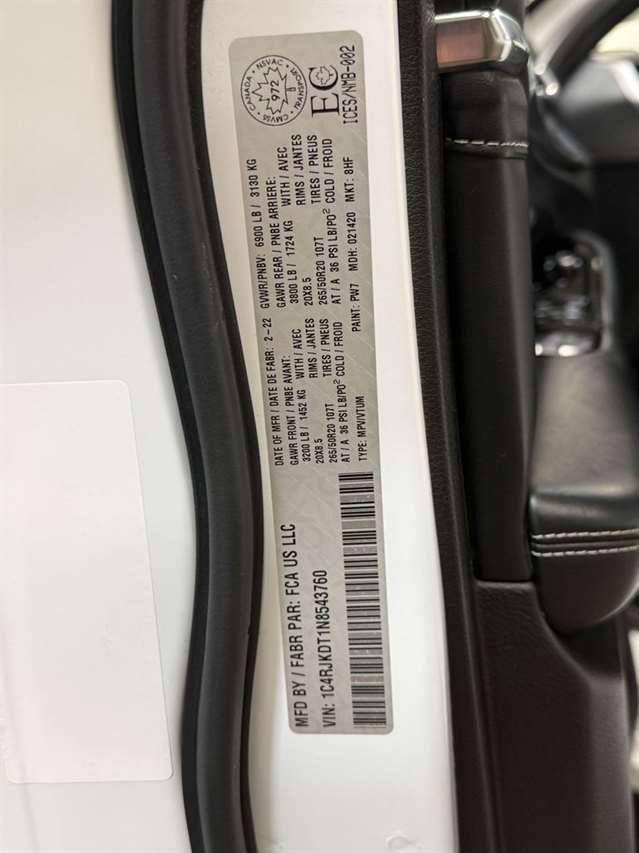 MFD BY / FABR PAR: FCA US LLC
DATE OF MFR / DATE DE FABR: 2-22
GVWR/PNBV: 6900 LB / 3130 KG
GAWR FRONT / PNBE AVANT:
3200 LB / 1452 KG WITH / AVEC
20X8.5 RIMS / JANTES
265/50R20 107T TIRES / PNEUS
AT / A 36 PSI LB/PO² COLD / FROID
GAWR REAR / PNBE ARRIERE:
3800 LB / 1724 KG WITH / AVEC
20X8.5 RIMS / JANTES
265/50R20 107T TIRES / PNEUS
AT / A 36 PSI LB/PO² COLD / FROID
VIN: 1C4RJKDT1N8543760
TYPE: MPV/VTUM
PAINT: PW7
MDH: 021420
MKT: 8HF
CANADA · NSVAC · TRANSPORT · CMVSS
972
EC
ICES/NMB-002